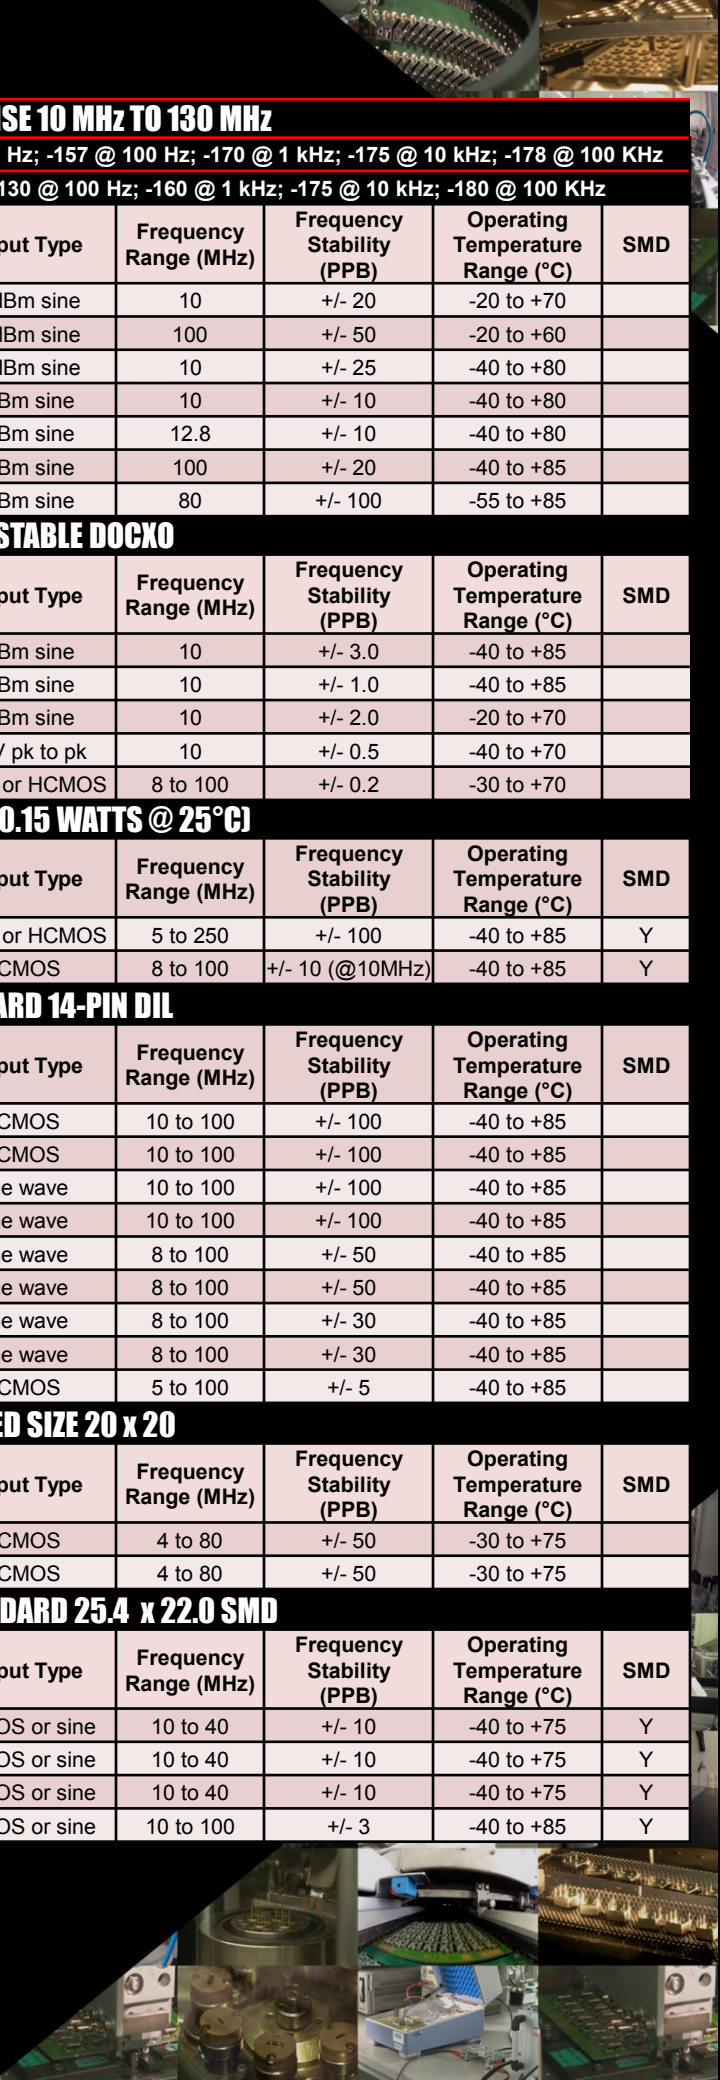 ISE 10 MHz TO 130 MHz
Hz; -157 @ 100 Hz; -170 @ 1 kHz; -175 @ 10 kHz; -178 @ 100 KHz
130 @ 100 Hz; -160 @ 1 kHz; -175 @ 10 kHz; -180 @ 100 KHz
put Type Frequency Range (MHz) Frequency Stability (PPB) Operating Temperature Range (°C) SMD
dBm sine 10 +/- 20 -20 to +70
dBm sine 100 +/- 50 -20 to +60
dBm sine 10 +/- 25 -40 to +80
Bm sine 10 +/- 10 -40 to +80
Bm sine 12.8 +/- 10 -40 to +80
Bm sine 100 +/- 20 -40 to +85
Bm sine 80 +/- 100 -55 to +85
STABLE DOCXO
put Type Frequency Range (MHz) Frequency Stability (PPB) Operating Temperature Range (°C) SMD
Bm sine 10 +/- 3.0 -40 to +85
Bm sine 10 +/- 1.0 -40 to +85
Bm sine 10 +/- 2.0 -20 to +70
V pk to pk 10 +/- 0.5 -40 to +70
or HCMOS 8 to 100 +/- 0.2 -30 to +70
0.15 WATTS @ 25°C)
put Type Frequency Range (MHz) Frequency Stability (PPB) Operating Temperature Range (°C) SMD
or HCMOS 5 to 250 +/- 100 -40 to +85 Y
CMOS 8 to 100 +/- 10 (@10MHz) -40 to +85 Y
ARD 14-PIN DIL
put Type Frequency Range (MHz) Frequency Stability (PPB) Operating Temperature Range (°C) SMD
CMOS 10 to 100 +/- 100 -40 to +85
CMOS 10 to 100 +/- 100 -40 to +85
e wave 10 to 100 +/- 100 -40 to +85
e wave 10 to 100 +/- 100 -40 to +85
e wave 8 to 100 +/- 50 -40 to +85
e wave 8 to 100 +/- 50 -40 to +85
e wave 8 to 100 +/- 30 -40 to +85
e wave 8 to 100 +/- 30 -40 to +85
CMOS 5 to 100 +/- 5 -40 to +85
ED SIZE 20 x 20
put Type Frequency Range (MHz) Frequency Stability (PPB) Operating Temperature Range (°C) SMD
CMOS 4 to 80 +/- 50 -30 to +75
CMOS 4 to 80 +/- 50 -30 to +75
DARD 25.4 x 22.0 SMD
put Type Frequency Range (MHz) Frequency Stability (PPB) Operating Temperature Range (°C) SMD
OS or sine 10 to 40 +/- 10 -40 to +75 Y
OS or sine 10 to 40 +/- 10 -40 to +75 Y
OS or sine 10 to 40 +/- 10 -40 to +75 Y
OS or sine 10 to 100 +/- 3 -40 to +85 Y